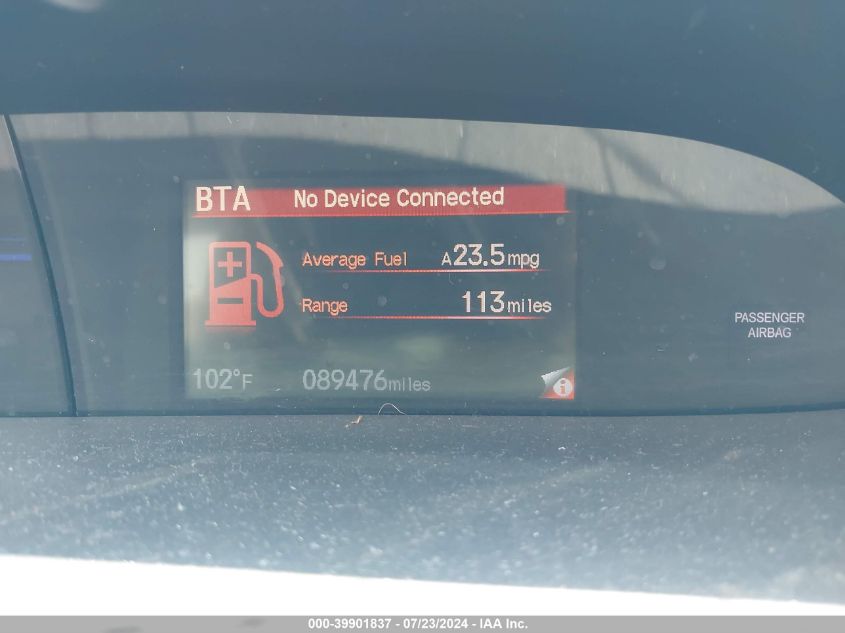 BTA No Device Connected
Average Fuel A23.5mpg
Range 113miles
PASSENGER
AIRBAG
102°F 089476miles
000-39901837 - 07/23/2024 - IAA Inc.